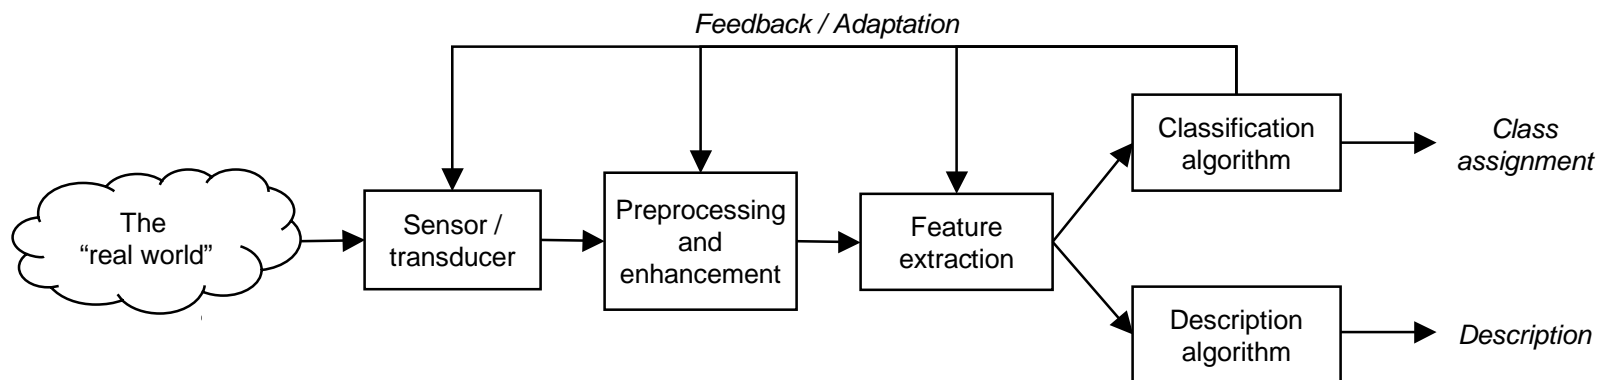 Feedback / Adaptation
The
“real world”
Sensor /
transducer
Preprocessing
and
enhancement
Feature
extraction
Classification
algorithm
Class
assignment
Description
algorithm
Description